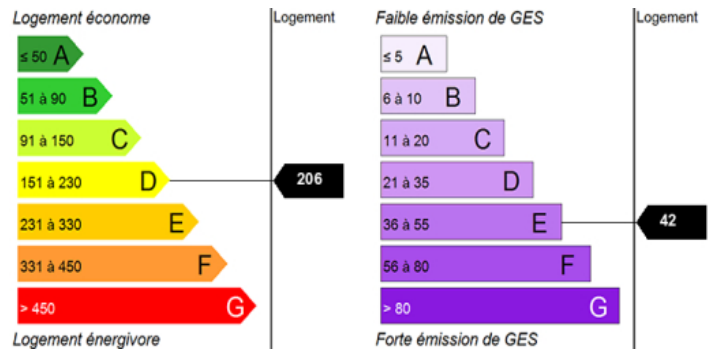 Logement économe
Logement
≤ 50 A
51 à 90 B
91 à 150 C
151 à 230 D
206
231 à 330 E
331 à 450 F
> 450 G
Logement énergivore
Faible émission de GES
Logement
≤ 5 A
6 à 10 B
11 à 20 C
21 à 35 D
36 à 55 E
42
56 à 80 F
> 80 G
Forte émission de GES